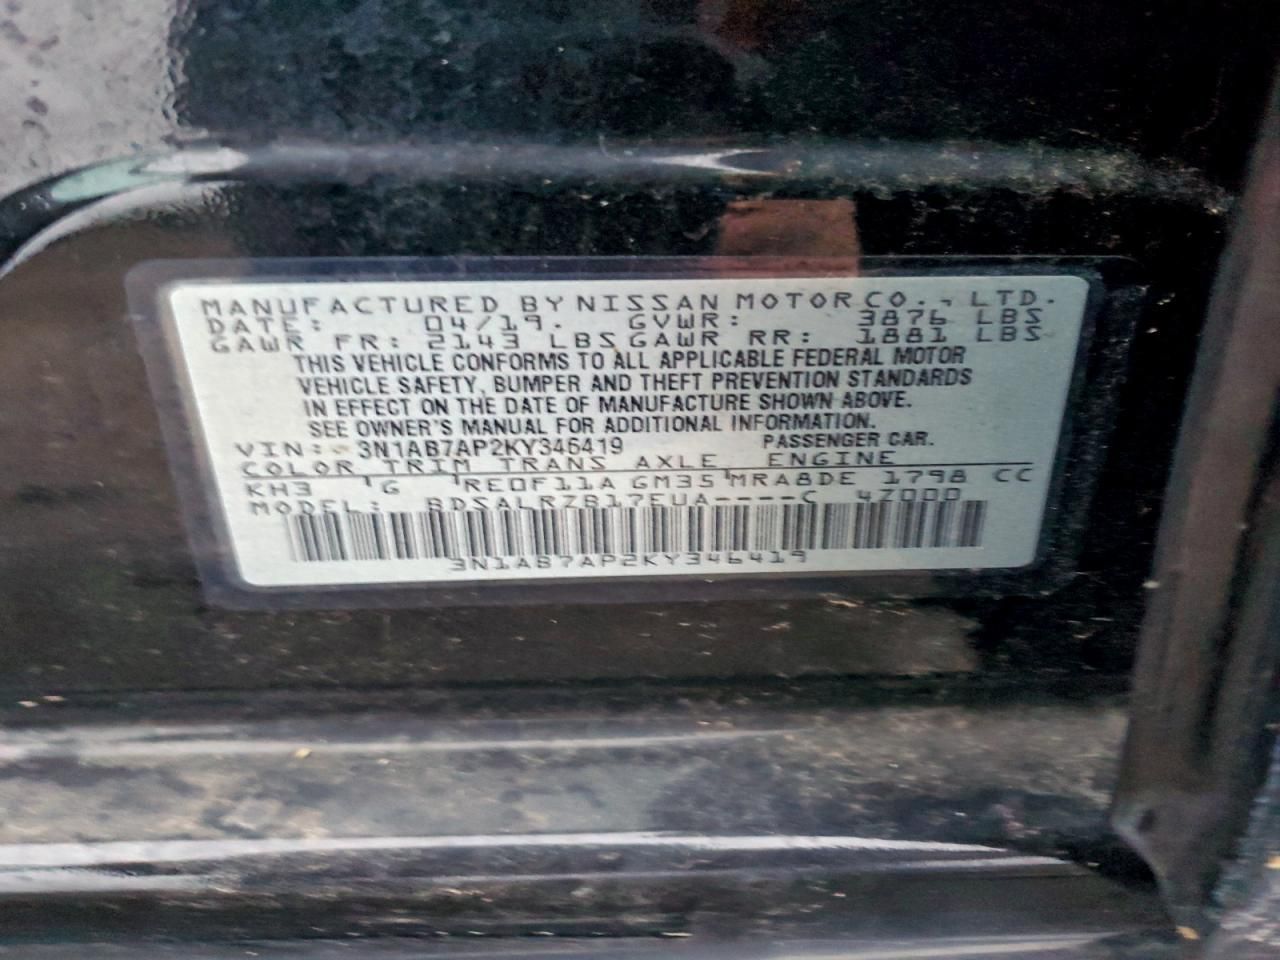 MANUFACTURED BY NISSAN MOTOR CO., LTD.
DATE: 04/19. GVWR: 3876 LBS
GAWR FR: 2143 LBS GAWR RR: 1881 LBS
THIS VEHICLE CONFORMS TO ALL APPLICABLE FEDERAL MOTOR
VEHICLE SAFETY, BUMPER AND THEFT PREVENTION STANDARDS
IN EFFECT ON THE DATE OF MANUFACTURE SHOWN ABOVE.
SEE OWNER'S MANUAL FOR ADDITIONAL INFORMATION.
VIN: 3N1AB7AP2KY346419 PASSENGER CAR.
COLOR TRIM TRANS AXLE ENGINE
KH3 G RE0F11A GM35 MRA8DE 1798 CC
MODEL: BDSALRZB17EUA----C 4Z000
3N1AB7AP2KY346419